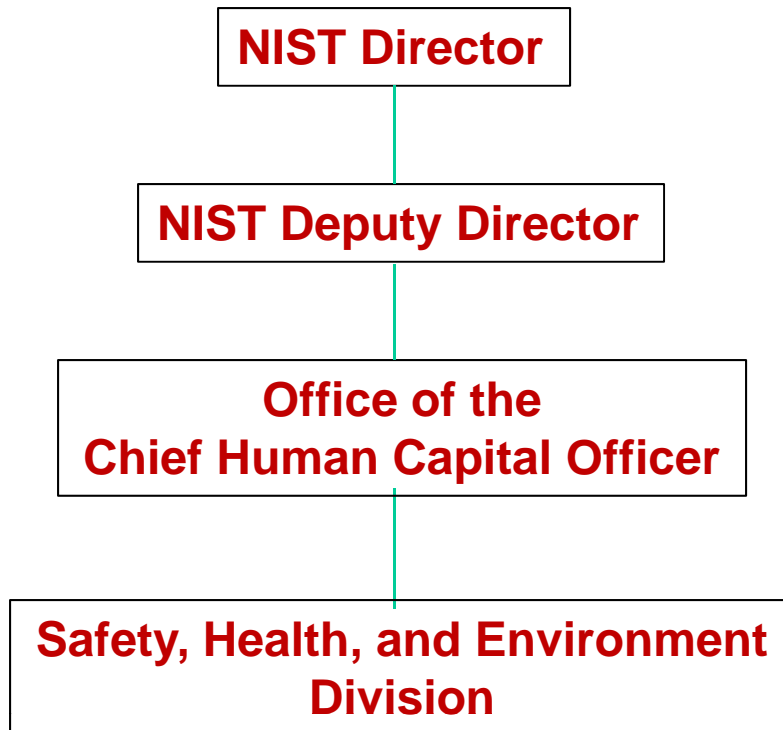 NIST Director
NIST Deputy Director
Office of the
Chief Human Capital Officer
Safety, Health, and Environment
Division